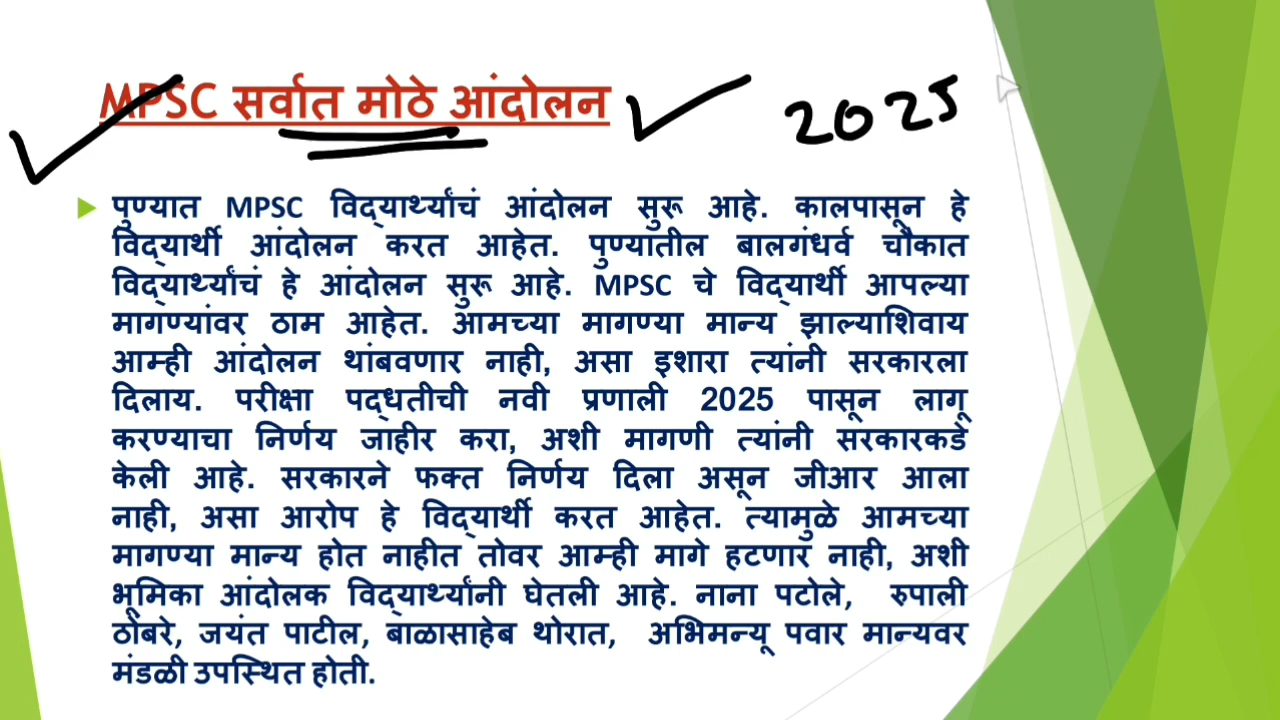 MPSC सर्वात मोठे आंदोलन 2025
पुण्यात MPSC विद्यार्थ्यांचं आंदोलन सुरू आहे. कालपासून हे
विद्यार्थी आंदोलन करत आहेत. पुण्यातील बालगंधर्व चौकात
विद्यार्थ्यांचं हे आंदोलन सुरू आहे. MPSC चे विद्यार्थी आपल्या
मागण्यांवर ठाम आहेत. आमच्या मागण्या मान्य झाल्याशिवाय
आम्ही आंदोलन थांबवणार नाही, असा इशारा त्यांनी सरकारला
दिलाय. परीक्षा पद्धतीची नवी प्रणाली 2025 पासून लागू
करण्याचा निर्णय जाहीर करा, अशी मागणी त्यांनी सरकारकडे
केली आहे. सरकारने फक्त निर्णय दिला असून जीआर आला
नाही, असा आरोप हे विद्यार्थी करत आहेत. त्यामुळे आमच्या
मागण्या मान्य होत नाहीत तोवर आम्ही मागे हटणार नाही, अशी
भूमिका आंदोलक विद्यार्थ्यांनी घेतली आहे. नाना पटोले, रुपाली
ठोंबरे, जयंत पाटील, बाळासाहेब थोरात, अभिमन्यू पवार मान्यवर
मंडळी उपस्थित होती.